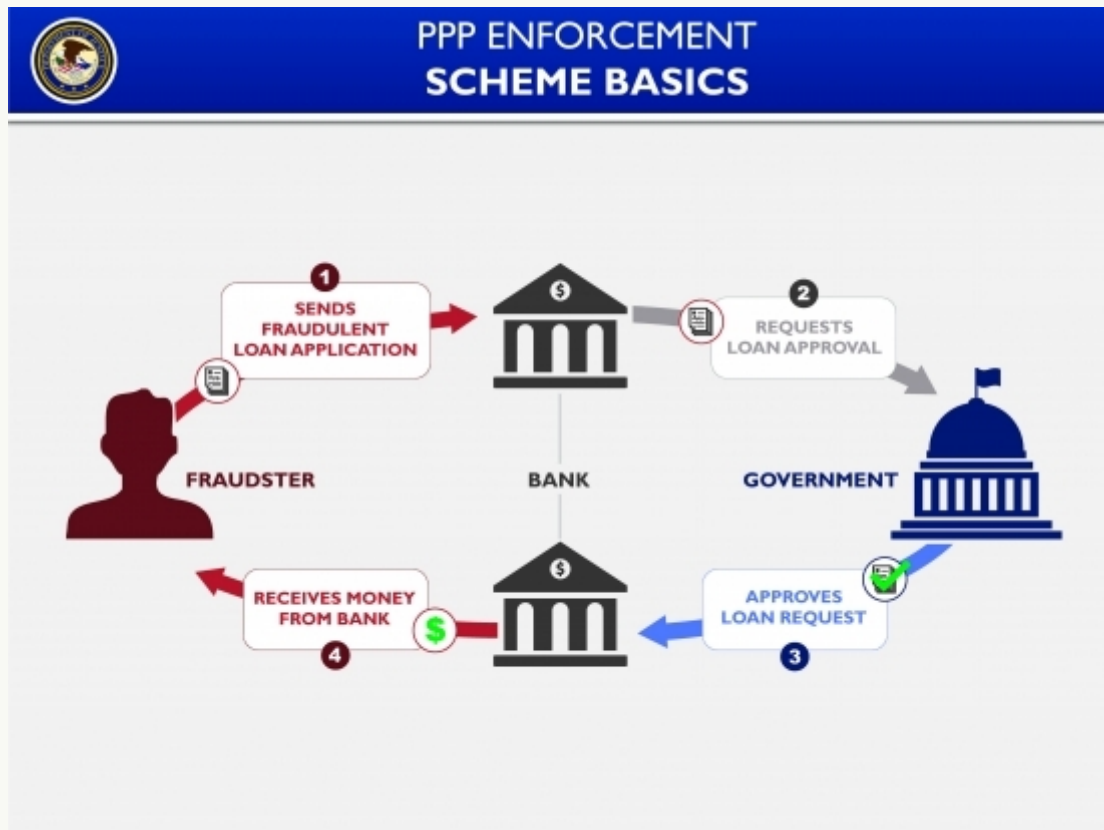 PPP ENFORCEMENT
SCHEME BASICS
1
SENDS
FRAUDULENT
LOAN APPLICATION
2
REQUESTS
LOAN APPROVAL
FRAUDSTER
BANK
GOVERNMENT
APPROVES
LOAN REQUEST
3
RECEIVES MONEY
FROM BANK
4
$
$
$